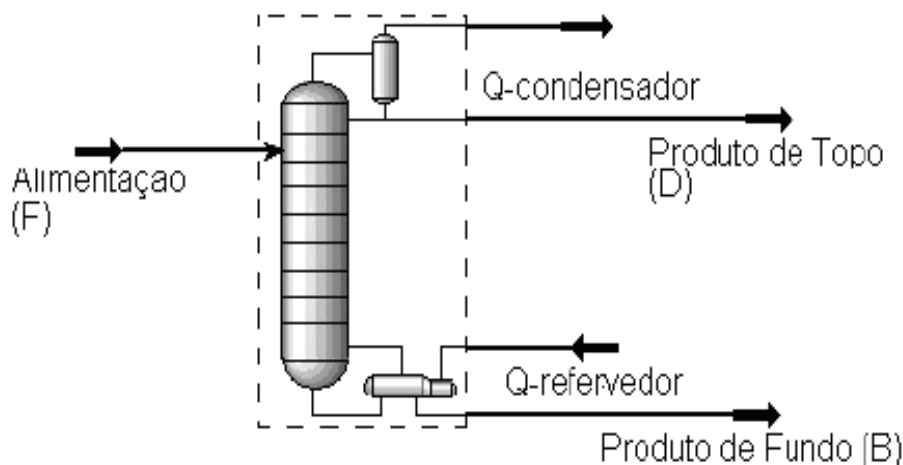 Q-condensador
Produto de Topo
(D)
Alimentaçao
(F)
Q-refervedor
Produto de Fundo (B)